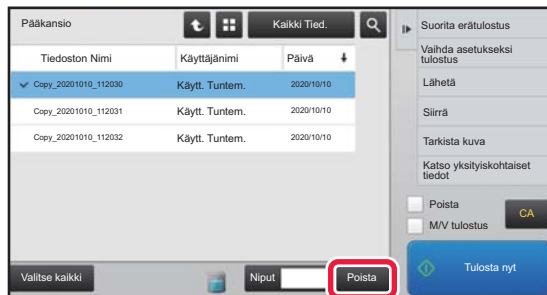 Pääkansio
Kaikki Tied.
Tiedoston Nimi Käyttäjänimi Päivä
Copy_20201010_112030 Käytt. Tuntem. 2020/10/10
Copy_20201010_112031 Käytt. Tuntem. 2020/10/10
Copy_20201010_112032 Käytt. Tuntem. 2020/10/10
Valitse kaikki Niput Poista
Suorita erätulostus
Vaihda asetukseksi
tulostus
Lähetä
Siirrä
Tarkista kuva
Katso yksityiskohtaiset
tiedot
Poista
M/V tulostus
CA
Tulosta nyt